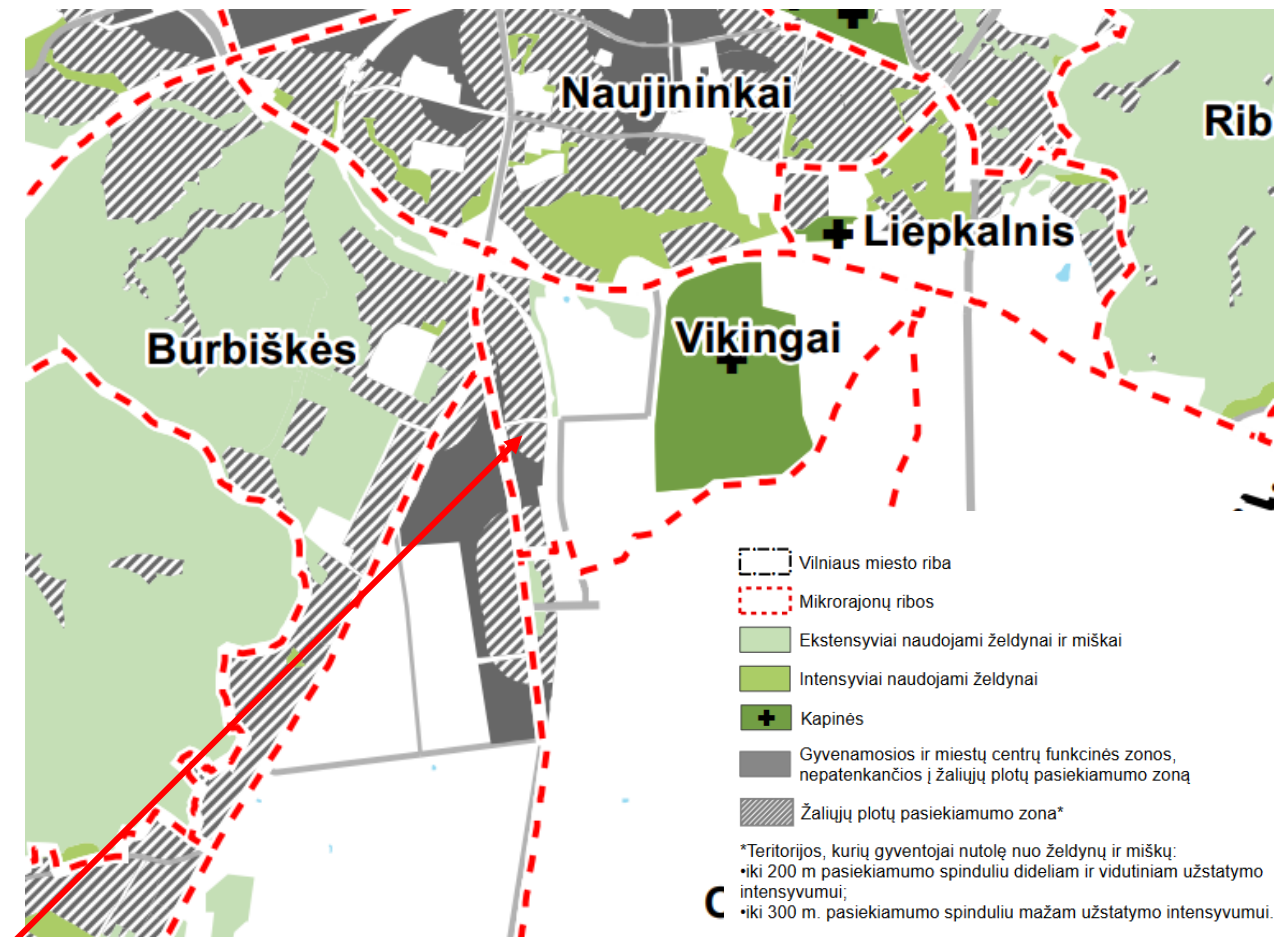 Naujininkai
Rib
Liepkalnis
Vikingai
Burbiškės
Vilniaus miesto riba
Mikrorajonų ribos
Ekstensyviai naudojami želdynai ir miškai
Intensyviai naudojami želdynai
Kapinės
Gyvenamosios ir miestų centrų funkcinės zonos,
nepatenkančios į žaliųjų plotų pasiekiamumo zoną
Žaliųjų plotų pasiekiamumo zona*
*Teritorijos, kurių gyventojai nutolę nuo želdynų ir miškų:
•iki 200 m pasiekiamumo spinduliu dideliam ir vidutiniam užstatymo
intensyvumui;
•iki 300 m. pasiekiamumo spinduliu mažam užstatymo intensyvumui.